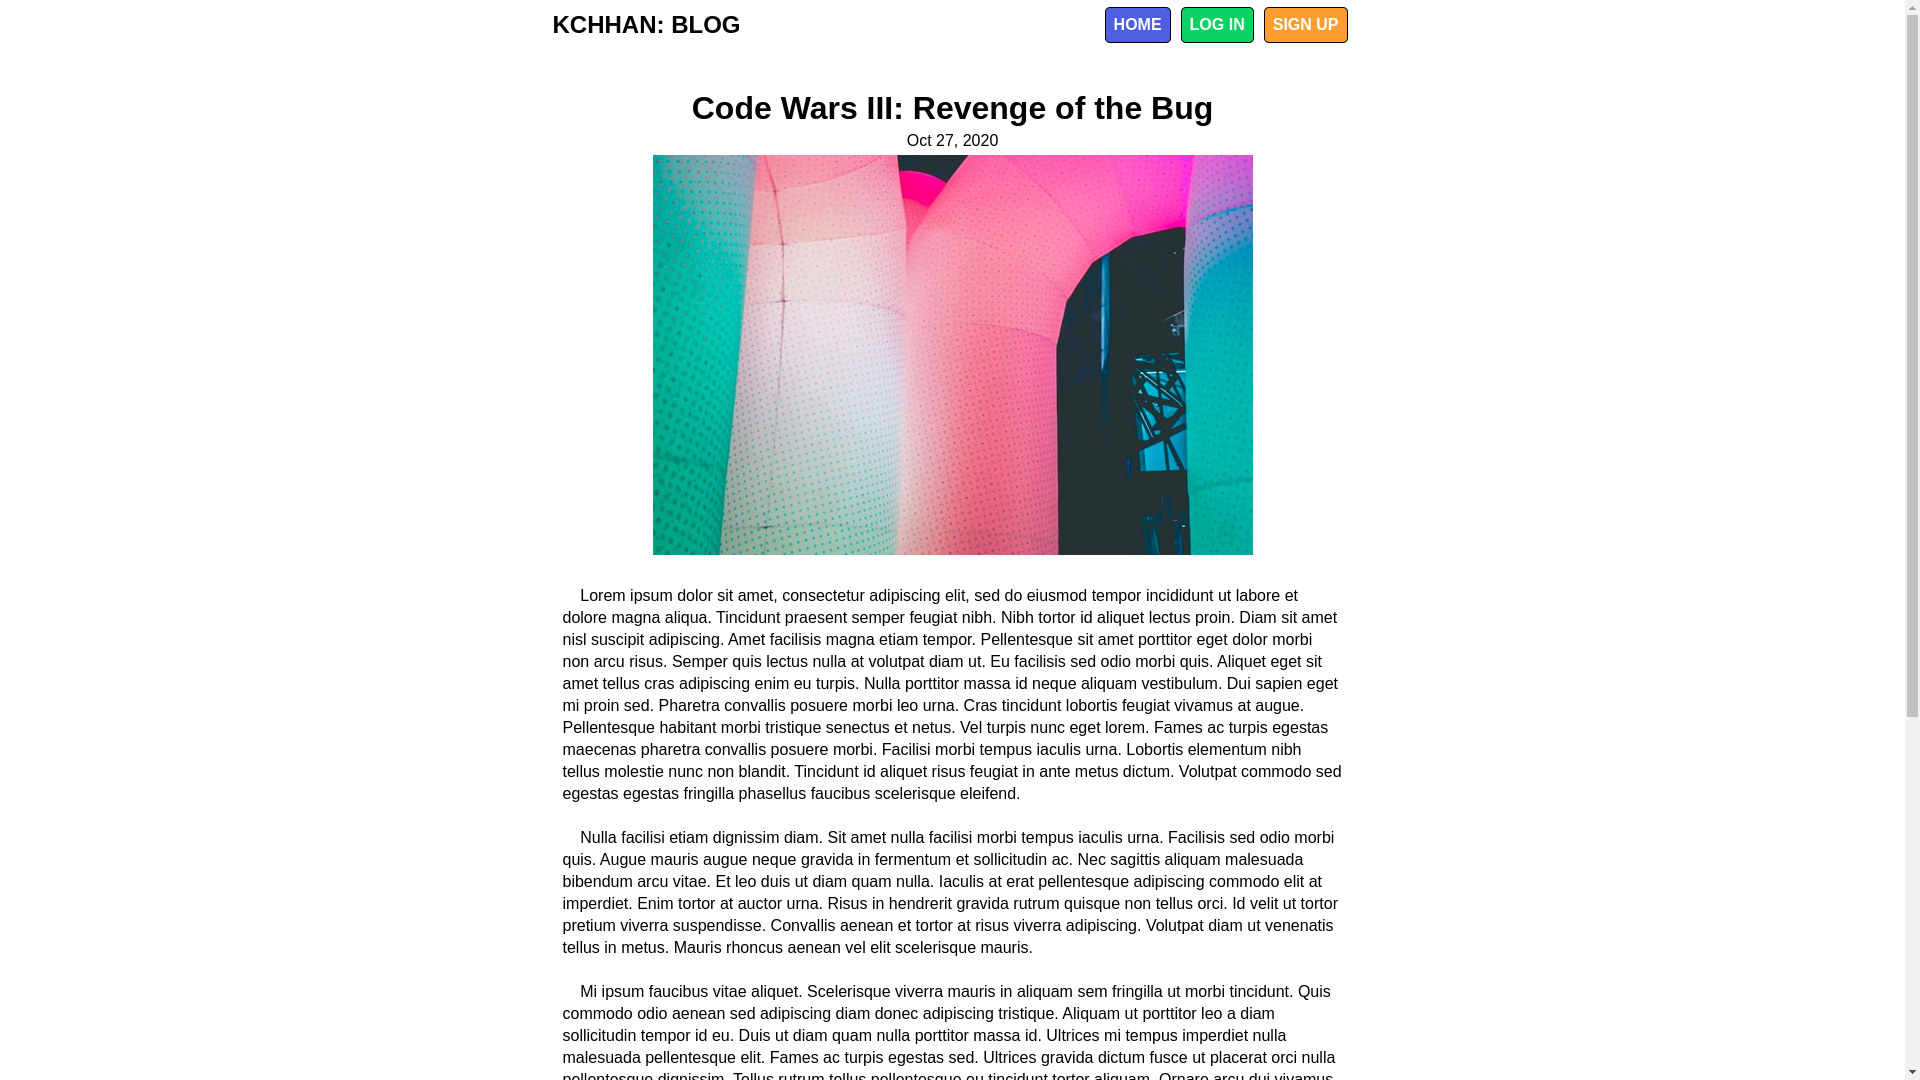 KCHHAN: BLOG
HOME
LOG IN
SIGN UP
Code Wars III: Revenge of the Bug
Oct 27, 2020
Lorem ipsum dolor sit amet, consectetur adipiscing elit, sed do eiusmod tempor incididunt ut labore et
dolore magna aliqua. Tincidunt praesent semper feugiat nibh. Nibh tortor id aliquet lectus proin. Diam sit amet
nisl suscipit adipiscing. Amet facilisis magna etiam tempor. Pellentesque sit amet porttitor eget dolor morbi
non arcu risus. Semper quis lectus nulla at volutpat diam ut. Eu facilisis sed odio morbi quis. Aliquet eget sit
amet tellus cras adipiscing enim eu turpis. Nulla porttitor massa id neque aliquam vestibulum. Dui sapien eget
mi proin sed. Pharetra convallis posuere morbi leo urna. Cras tincidunt lobortis feugiat vivamus at augue.
Pellentesque habitant morbi tristique senectus et netus. Vel turpis nunc eget lorem. Fames ac turpis egestas
maecenas pharetra convallis posuere morbi. Facilisi morbi tempus iaculis urna. Lobortis elementum nibh
tellus molestie nunc non blandit. Tincidunt id aliquet risus feugiat in ante metus dictum. Volutpat commodo sed
egestas egestas fringilla phasellus faucibus scelerisque eleifend.
Nulla facilisi etiam dignissim diam. Sit amet nulla facilisi morbi tempus iaculis urna. Facilisis sed odio morbi
quis. Augue mauris augue neque gravida in fermentum et sollicitudin ac. Nec sagittis aliquam malesuada
bibendum arcu vitae. Et leo duis ut diam quam nulla. Iaculis at erat pellentesque adipiscing commodo elit at
imperdiet. Enim tortor at auctor urna. Risus in hendrerit gravida rutrum quisque non tellus orci. Id velit ut tortor
pretium viverra suspendisse. Convallis aenean et tortor at risus viverra adipiscing. Volutpat diam ut venenatis
tellus in metus. Mauris rhoncus aenean vel elit scelerisque mauris.
Mi ipsum faucibus vitae aliquet. Scelerisque viverra mauris in aliquam sem fringilla ut morbi tincidunt. Quis
commodo odio aenean sed adipiscing diam donec adipiscing tristique. Aliquam ut porttitor leo a diam
sollicitudin tempor id eu. Duis ut diam quam nulla porttitor massa id. Ultrices mi tempus imperdiet nulla
malesuada pellentesque elit. Fames ac turpis egestas sed. Ultrices gravida dictum fusce ut placerat orci nulla
pellentesque dignissim. Tellus rutrum tellus pellentesque eu tincidunt tortor aliquam. Ornare arcu dui vivamus